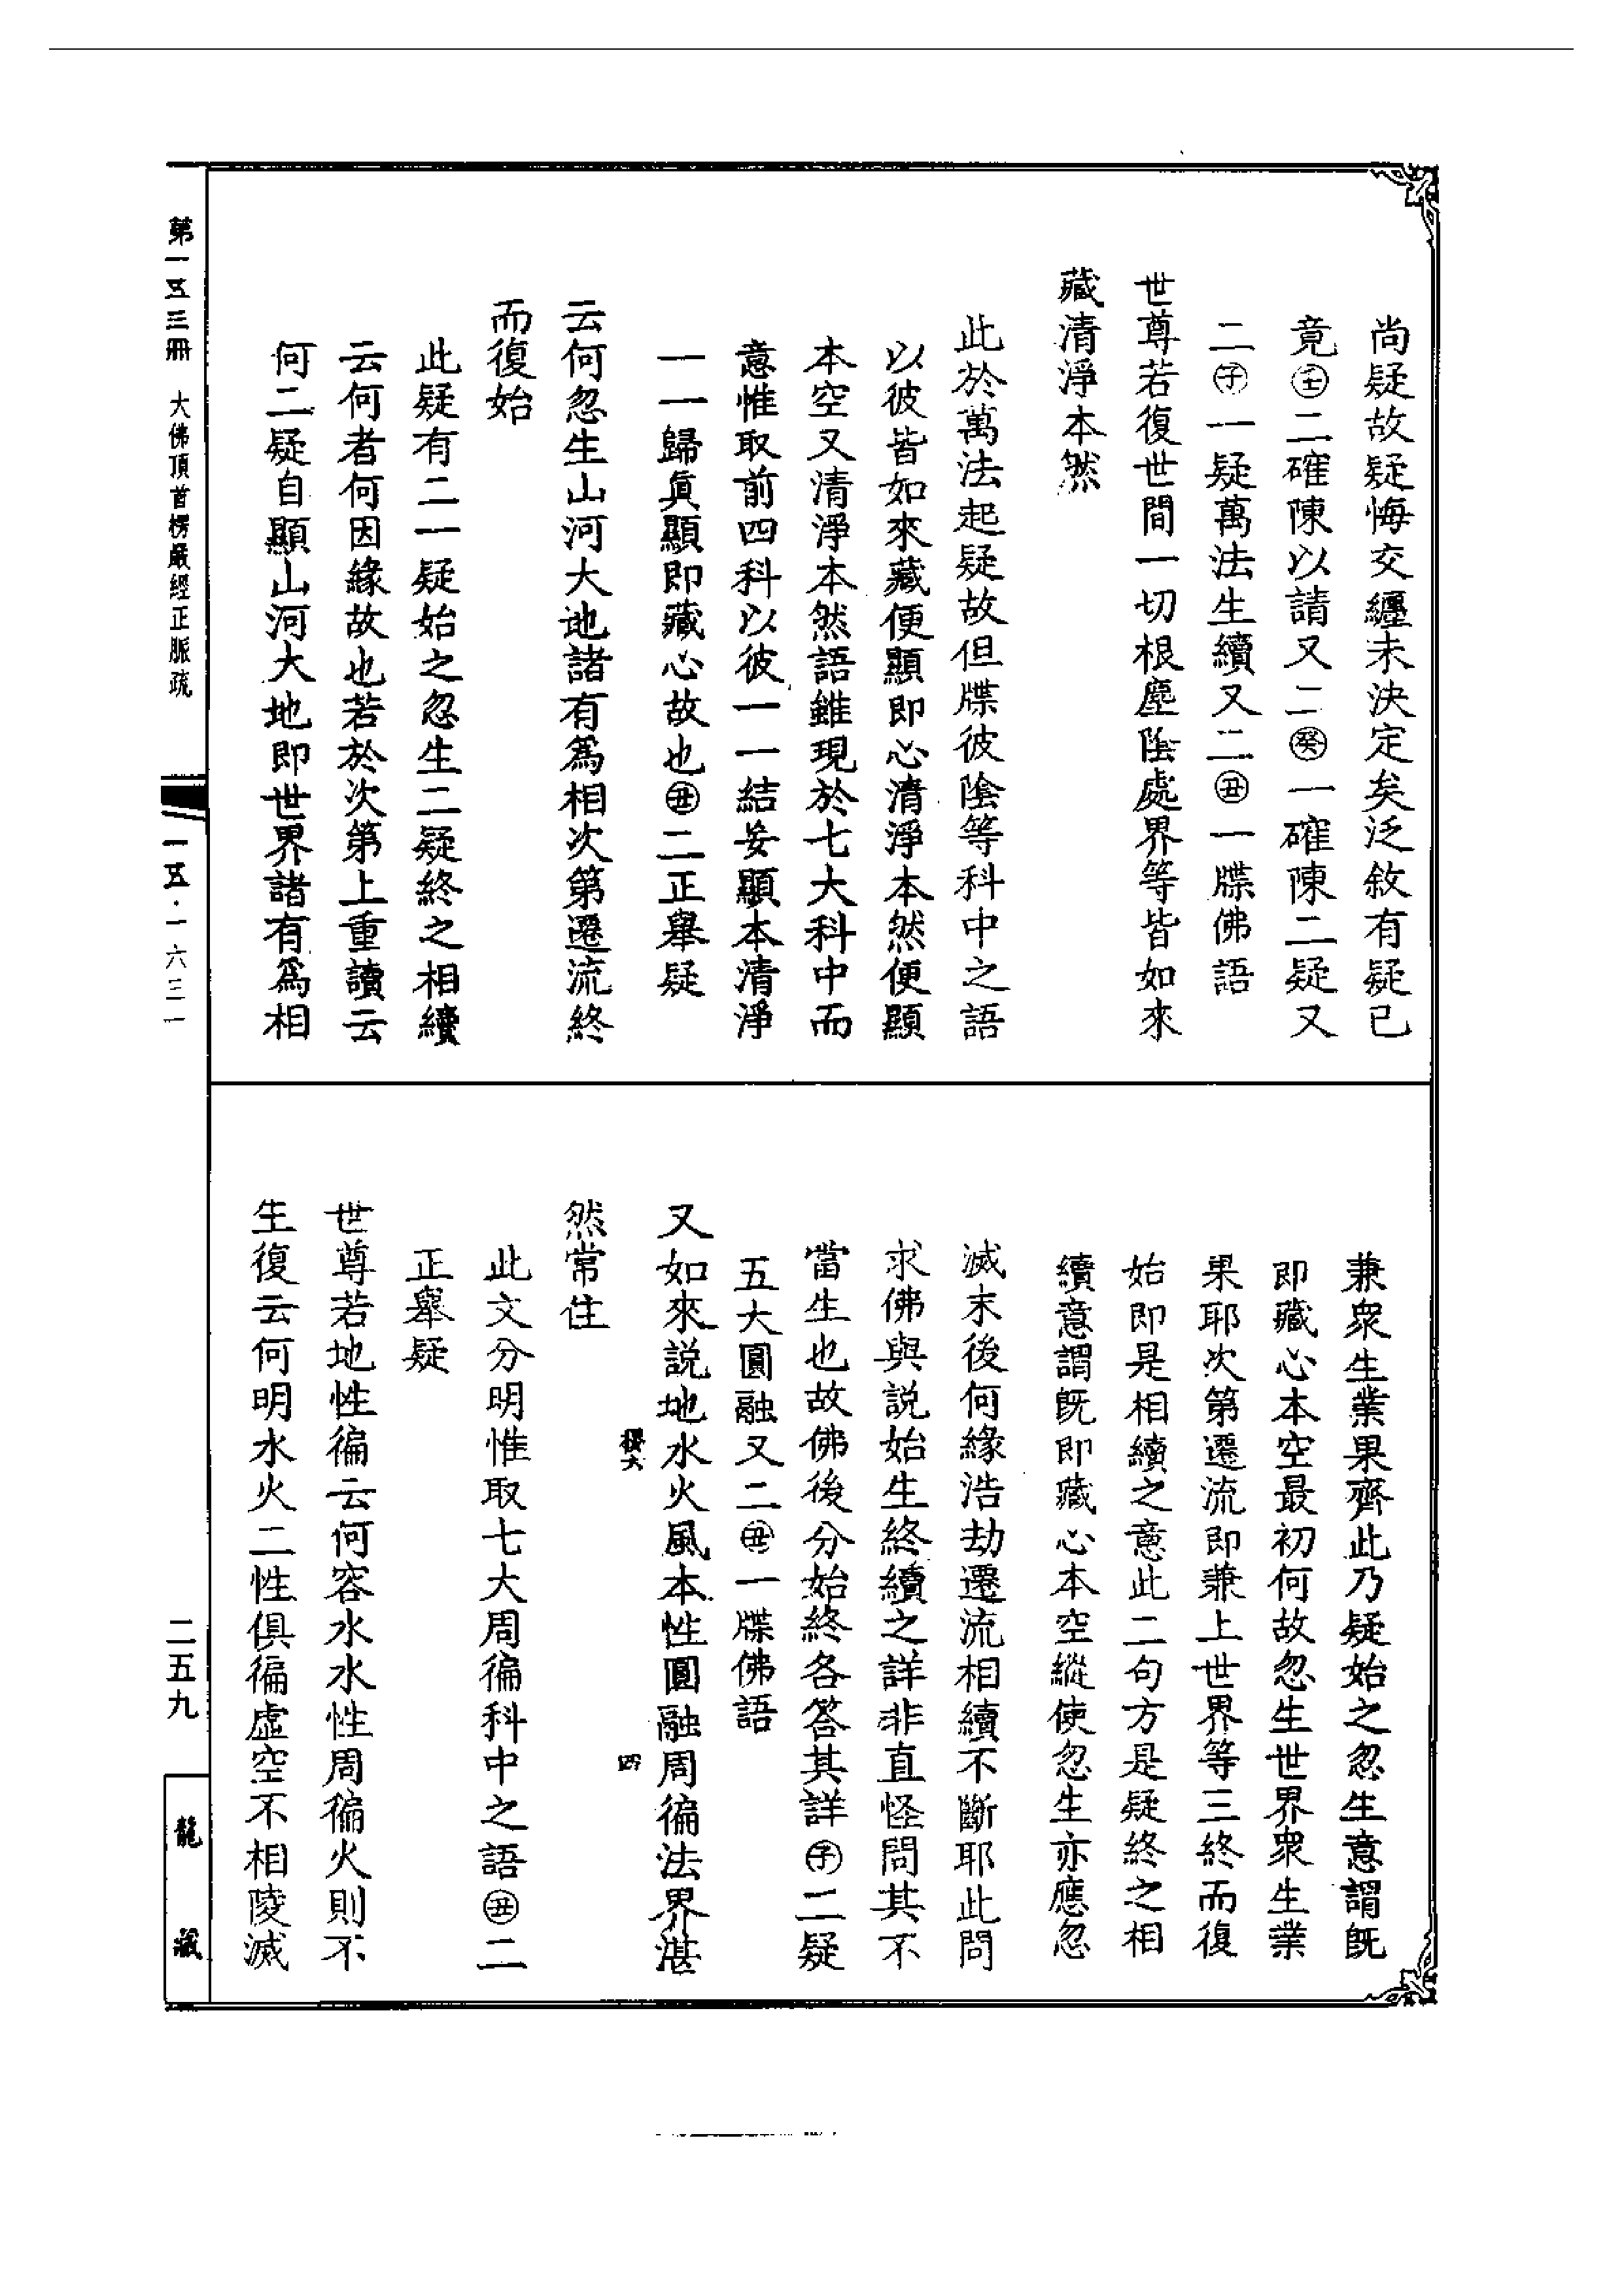 尚疑故疑悔交纏未決定矣泛敘有疑已
竟㊛二確陳以請又二㊛一確陳二疑又
二㊛一疑萬法生續又二㊛一牒佛語
世尊若復世間一切根塵陰處界等皆如來
藏清淨本然
此於萬法起疑故但牒彼陰等科中之語
以彼皆如來藏便顯即心清淨本然便顯
本空又清淨本然語雖現於七大科中而
意惟取前四科以彼一一結妄顯本清淨
一一歸眞顯即藏心故也㊛二正舉疑
云何忽生山河大地諸有爲相次第遷流終
而復始
此疑有二一疑始之忽生二疑終之相續
云何者何因緣故也若於次第上重讀云
何二疑自顯山河大地即世界諸有爲相
兼衆生業果齊此乃疑始之忽生意謂旣
即藏心本空最初何故忽生世界衆生業
果耶次第遷流即兼上世界等三終而復
始即是相續之意此二句方是疑終之相
續意謂旣即藏心本空縱使忽生亦應忽
滅末後何緣浩劫遷流相續不斷耶此問
求佛與説始生終續之詳非直怪問其不
當生也故佛後分始終各答其詳㊛二疑
五大圓融又二㊛一牒佛語
又如來説地水火風本性圓融周徧法界湛
然常住
此文分明惟取七大周徧科中之語㊛二
正舉疑
世尊若地性徧云何容水水性周徧火則不
生復云何明水火二性俱徧虛空不相陵滅
第一五三冊 大佛頂首楞嚴經正脈疏
一五·一六三一
二五九
龍藏